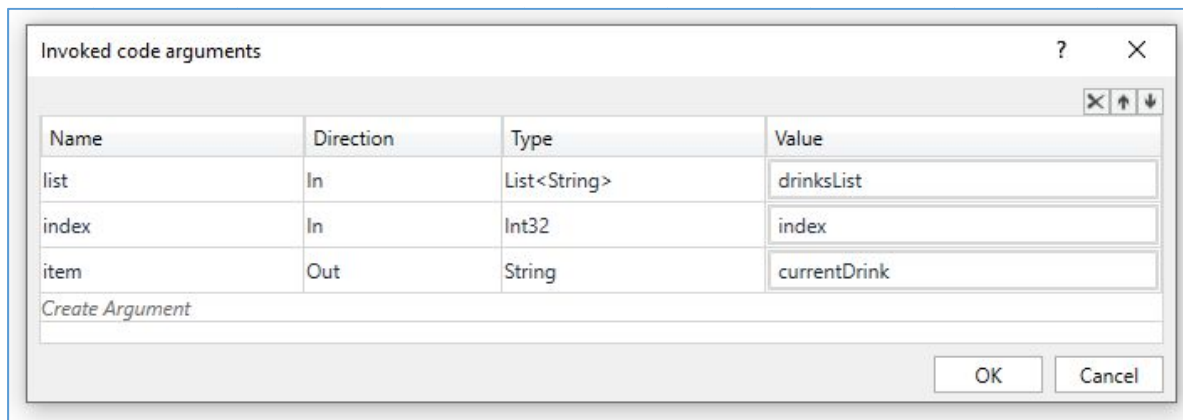 Invoked code arguments ?
Name Direction Type Value
list In List<String> drinksList
index In Int32 index
item Out String currentDrink
Create Argument
OK Cancel